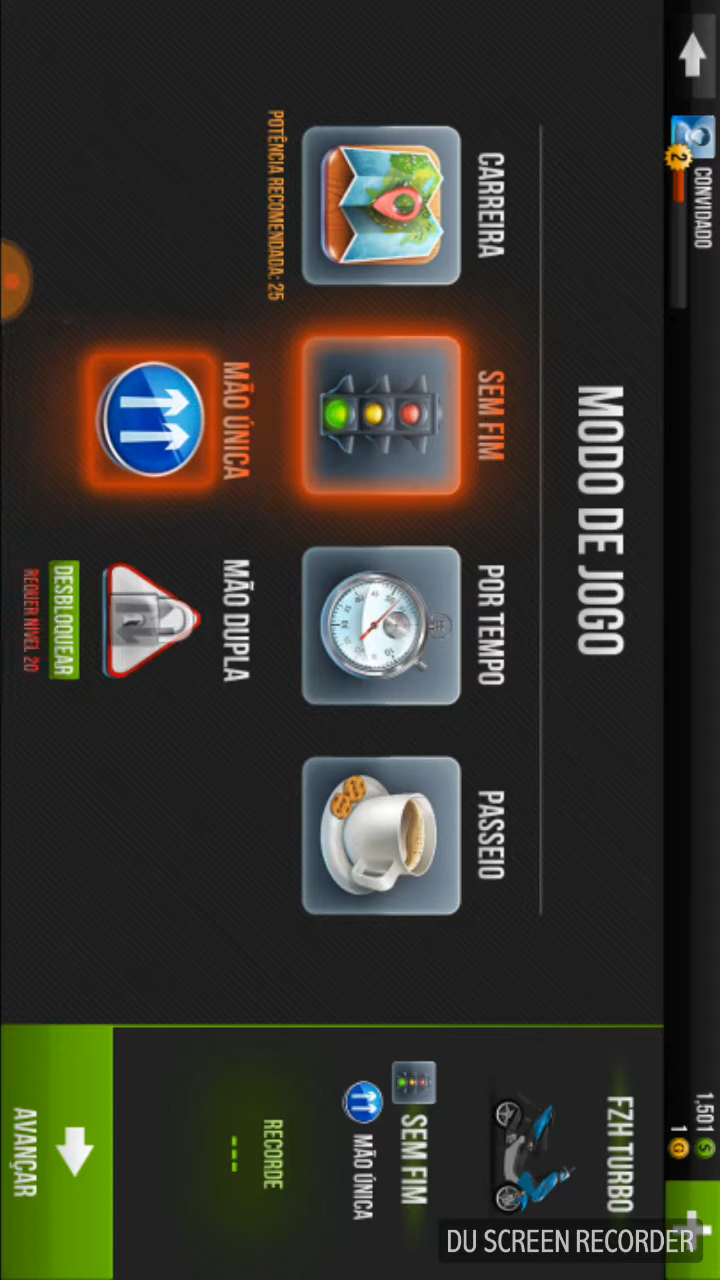 CONVIDADO
2
1,501
1
MODO DE JOGO
CARREIRA
SEM FIM
POR TEMPO
PASSEIO
POTÊNCIA RECOMENDADA: 25
MÃO ÚNICA
MÃO DUPLA
DESBLOQUEAR
REQUER NIVEL 20
FZH TURBO
SEM FIM
MÃO ÚNICA
RECORDE
---
AVANÇAR
DU SCREEN RECORDER